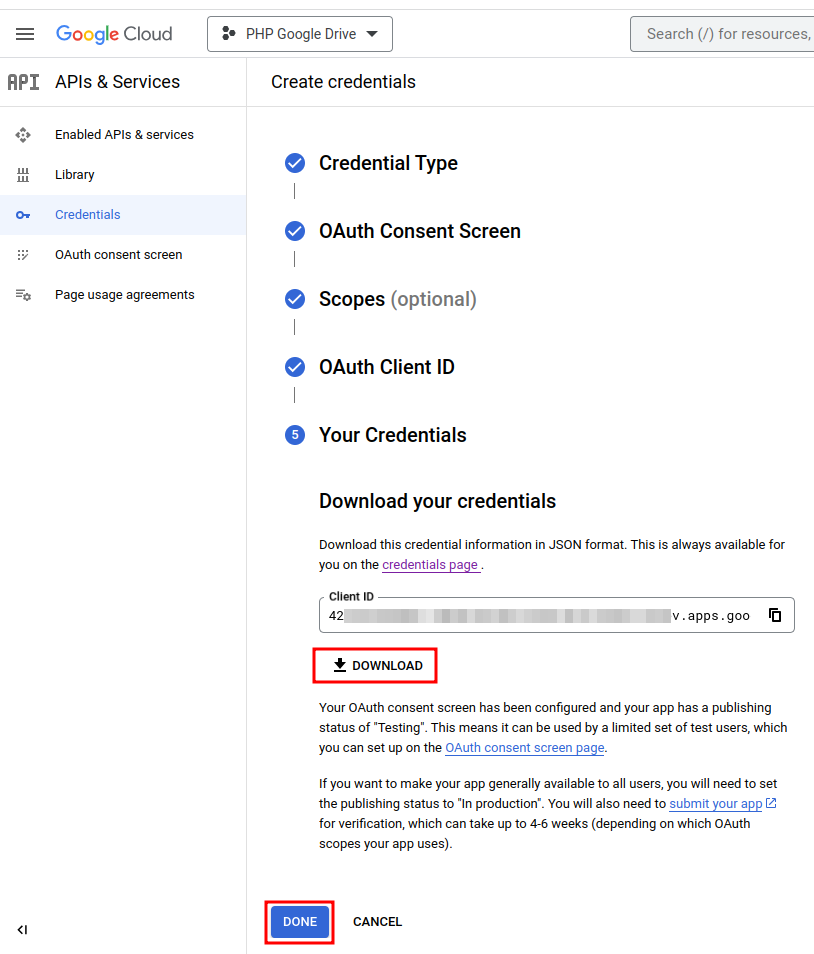 Google Cloud
PHP Google Drive
Search (/) for resources,
API
APIs & Services
Create credentials
Enabled APIs & services
Library
Credentials
OAuth consent screen
Page usage agreements
Credential Type
OAuth Consent Screen
Scopes (optional)
OAuth Client ID
5
Your Credentials
Download your credentials
Download this credential information in JSON format. This is always available for
you on the credentials page .
Client ID
42
v.apps.goo
DOWNLOAD
Your OAuth consent screen has been configured and your app has a publishing
status of "Testing". This means it can be used by a limited set of test users, which
you can set up on the OAuth consent screen page.
If you want to make your app generally available to all users, you will need to set
the publishing status to "In production". You will also need to submit your app
for verification, which can take up to 4-6 weeks (depending on which OAuth
scopes your app uses).
DONE
CANCEL